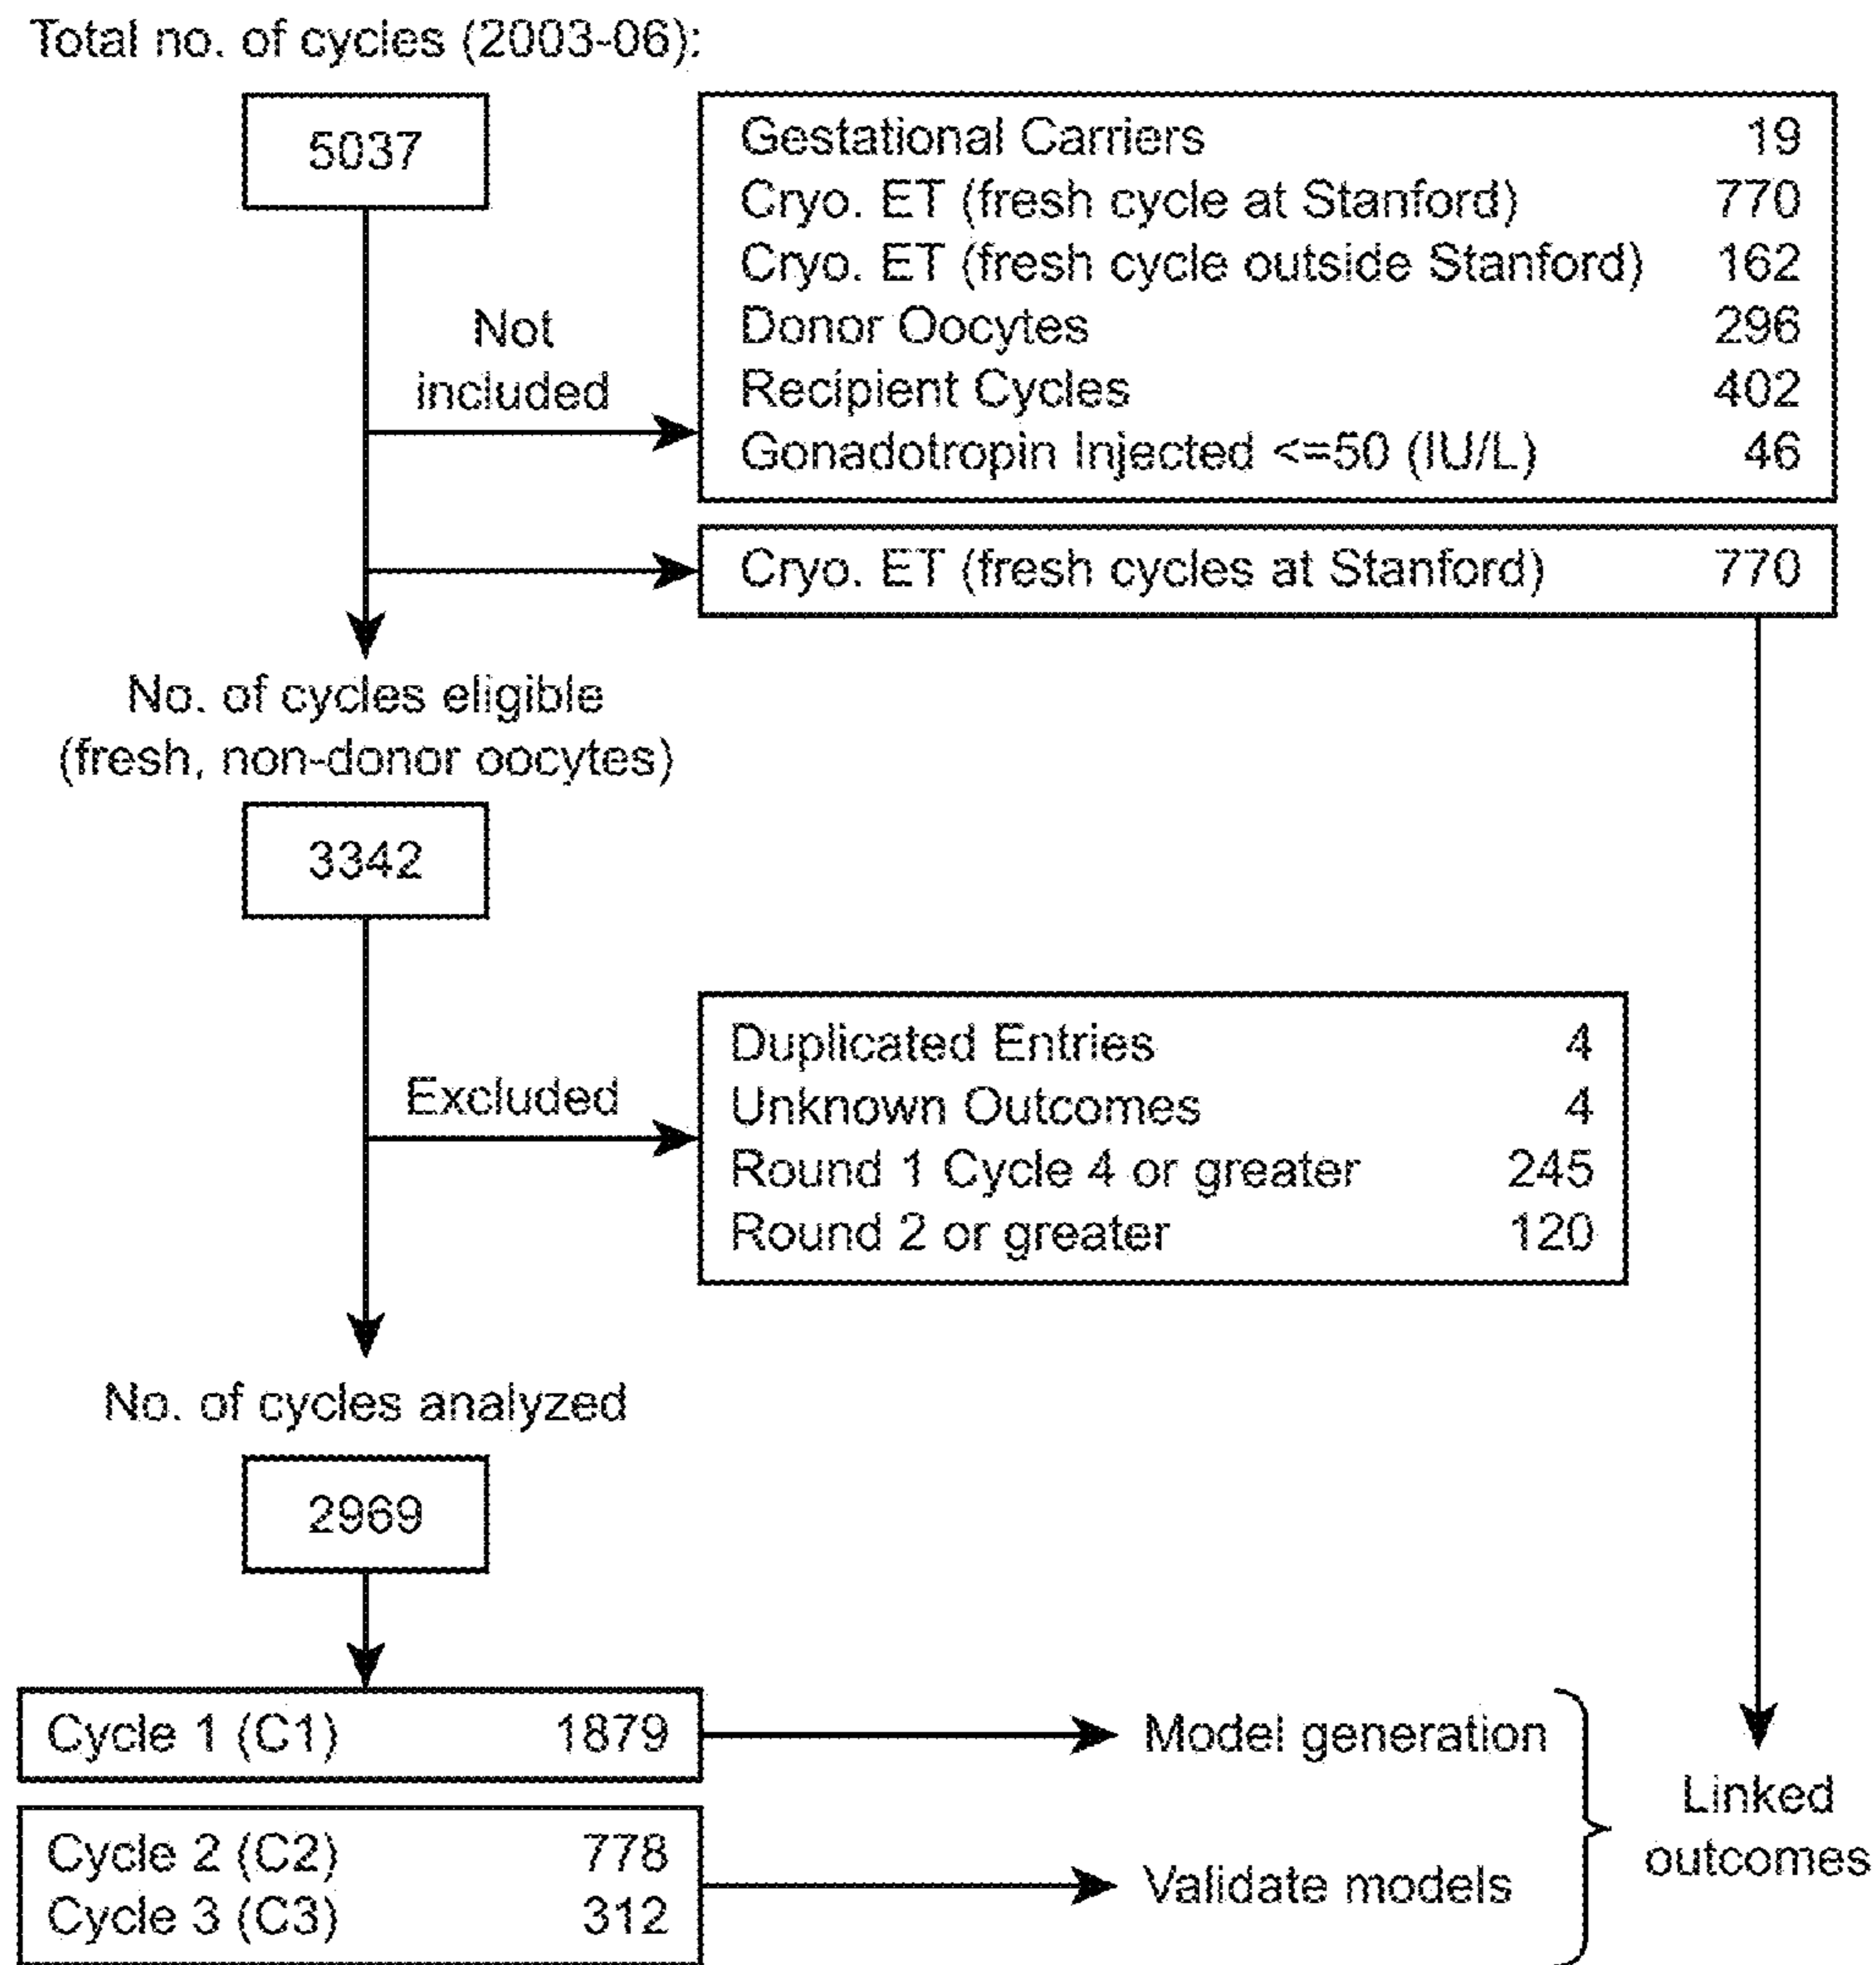 Total no. of cycles (2003-06):
5037
Gestational Carriers 19
Cryo. ET (fresh cycle at Stanford) 770
Cryo. ET (fresh cycle outside Stanford) 162
Donor Oocytes 296
Recipient Cycles 402
Gonadotropin Injected <=50 (IU/L) 46
Not
included
Cryo. ET (fresh cycles at Stanford) 770
No. of cycles eligible
(fresh, non-donor oocytes)
3342
Excluded
Duplicated Entries 4
Unknown Outcomes 4
Round 1 Cycle 4 or greater 245
Round 2 or greater 120
No. of cycles analyzed
2969
Cycle 1 (C1) 1879
Model generation
Cycle 2 (C2) 778
Cycle 3 (C3) 312
Validate models
Linked
outcomes